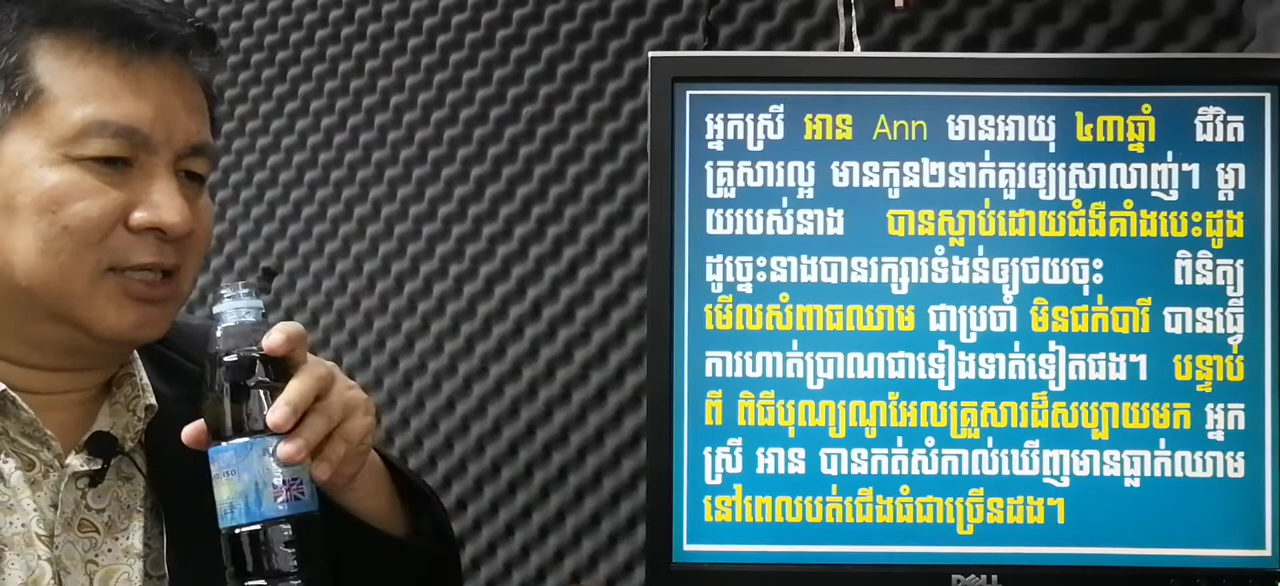 អ្នកស្រី អាន Ann មានអាយុ ៤៣ឆ្នាំ ជីវិត
គ្រួសារល្អ មានកូន២នាក់គួរឲ្យស្រាលាញ់។ ម្តា
យរបស់នាង បានស្លាប់ដោយជំងឺគាំងបេះដូង
ដូច្នេះនាងបានរក្សារទំងន់ឲ្យថយចុះ ពិនិត្យ
មើលសំពាធឈាម ជាប្រចាំ មិនជក់បារី បានធ្វើ
ការហាត់ប្រាណជាទៀងទាត់ទៀតផង។ បន្ទាប់
ពី ពិធីបុណ្យណូអែលគ្រួសារដ៏សប្បាយមក អ្នក
ស្រី អាន បានកត់សំកាល់ឃើញមានធ្លាក់ឈាម
នៅពេលបត់ជើងធំជាច្រើនដង។
DELL